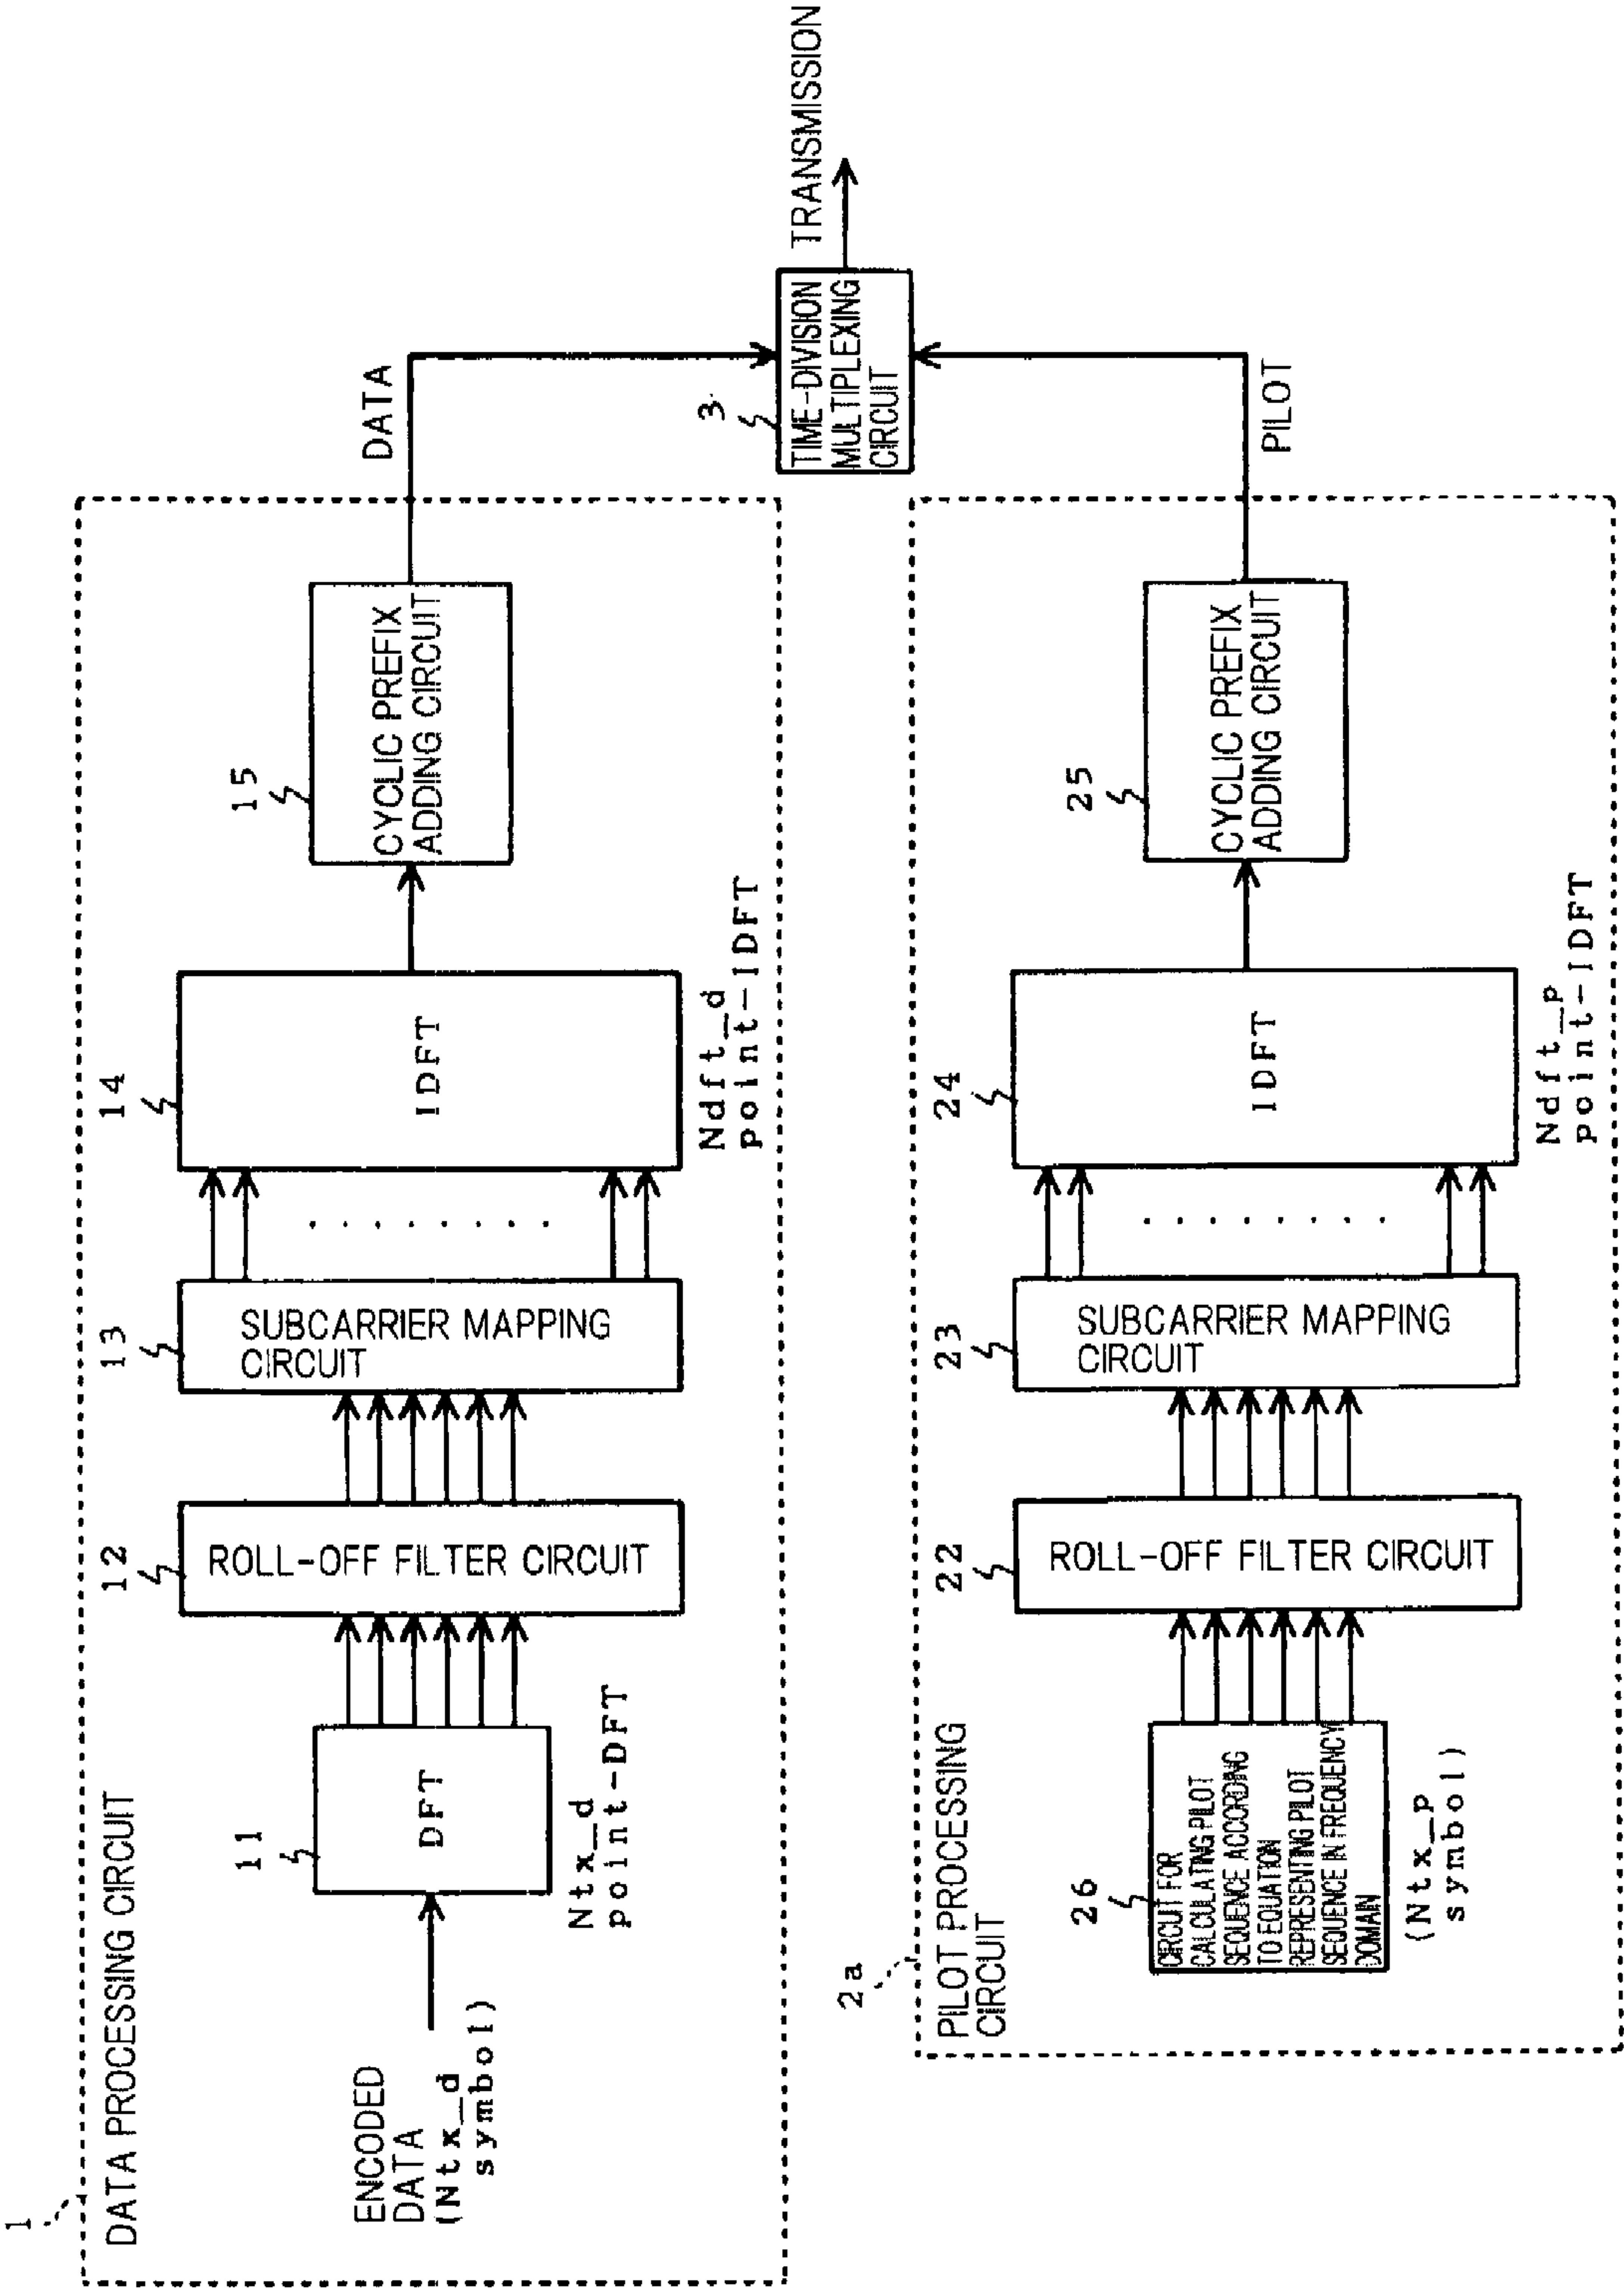 1
DATA PROCESSING CIRCUIT
ENCODED
DATA
(Ntx_d
symbol)
11
DFT
Ntx_d
point-DFT
12
ROLL-OFF FILTER CIRCUIT
13
SUBCARRIER MAPPING
CIRCUIT
14
IDFT
Ndft_d
point-IDFT
15
CYCLIC PREFIX
ADDING CIRCUIT
DATA
3
TIME-DIVISION
MULTIPLEXING
CIRCUIT
TRANSMISSION
2a
PILOT PROCESSING
CIRCUIT
26
CIRCUIT FOR
CALCULATING PILOT
SEQUENCE ACCORDING
TO EQUATION
REPRESENTING PILOT
SEQUENCE IN FREQUENCY
DOMAIN
(Ntx_p
symbol)
22
ROLL-OFF FILTER CIRCUIT
23
SUBCARRIER MAPPING
CIRCUIT
24
IDFT
Ndft_p
point-IDFT
25
CYCLIC PREFIX
ADDING CIRCUIT
PILOT